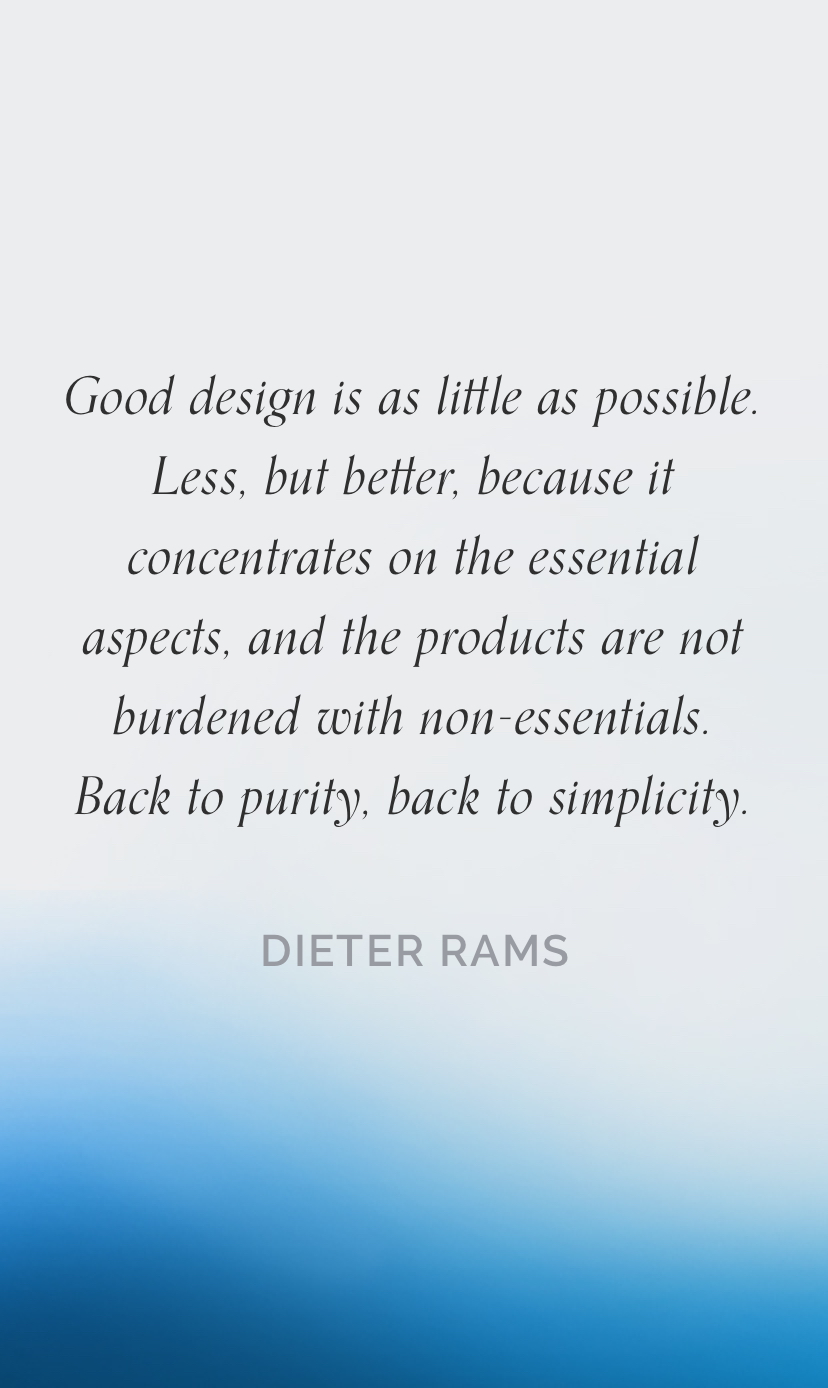 Good design is as little as possible.
Less, but better, because it
concentrates on the essential
aspects, and the products are not
burdened with non-essentials.
Back to purity, back to simplicity.
DIETER RAMS